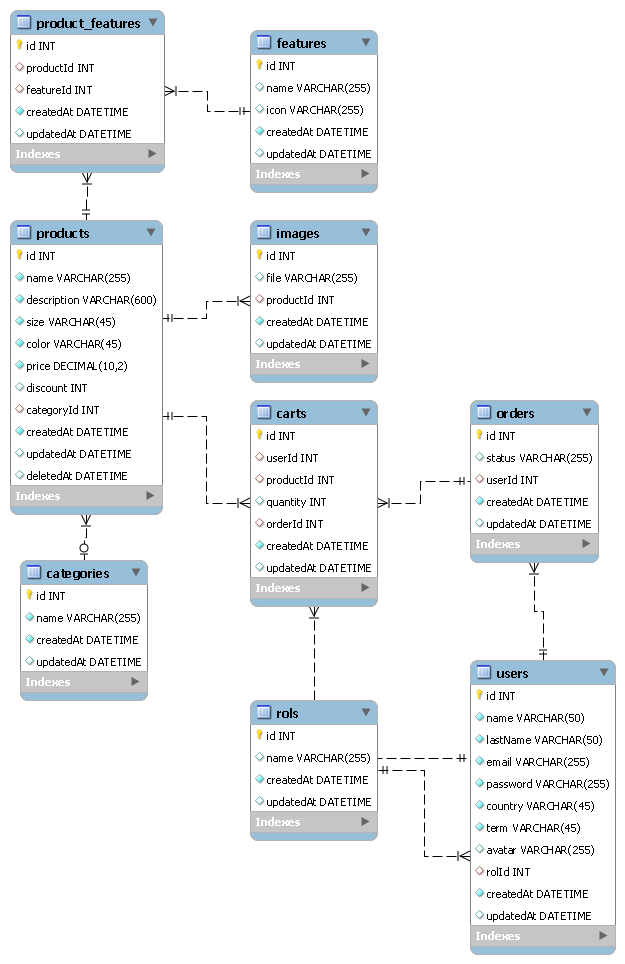 product_features
id INT
productId INT
featureId INT
createdAt DATETIME
updatedAt DATETIME
Indexes
features
id INT
name VARCHAR(255)
icon VARCHAR(255)
createdAt DATETIME
updatedAt DATETIME
Indexes
products
id INT
name VARCHAR(255)
description VARCHAR(600)
size VARCHAR(45)
color VARCHAR(45)
price DECIMAL(10,2)
discount INT
categoryId INT
createdAt DATETIME
updatedAt DATETIME
deletedAt DATETIME
Indexes
images
id INT
file VARCHAR(255)
productId INT
createdAt DATETIME
updatedAt DATETIME
Indexes
carts
id INT
userId INT
productId INT
quantity INT
orderId INT
createdAt DATETIME
updatedAt DATETIME
Indexes
orders
id INT
status VARCHAR(255)
userId INT
createdAt DATETIME
updatedAt DATETIME
Indexes
categories
id INT
name VARCHAR(255)
createdAt DATETIME
updatedAt DATETIME
Indexes
rols
id INT
name VARCHAR(255)
createdAt DATETIME
updatedAt DATETIME
Indexes
users
id INT
name VARCHAR(50)
lastName VARCHAR(50)
email VARCHAR(255)
password VARCHAR(255)
country VARCHAR(45)
term VARCHAR(45)
avatar VARCHAR(255)
rolId INT
createdAt DATETIME
updatedAt DATETIME
Indexes